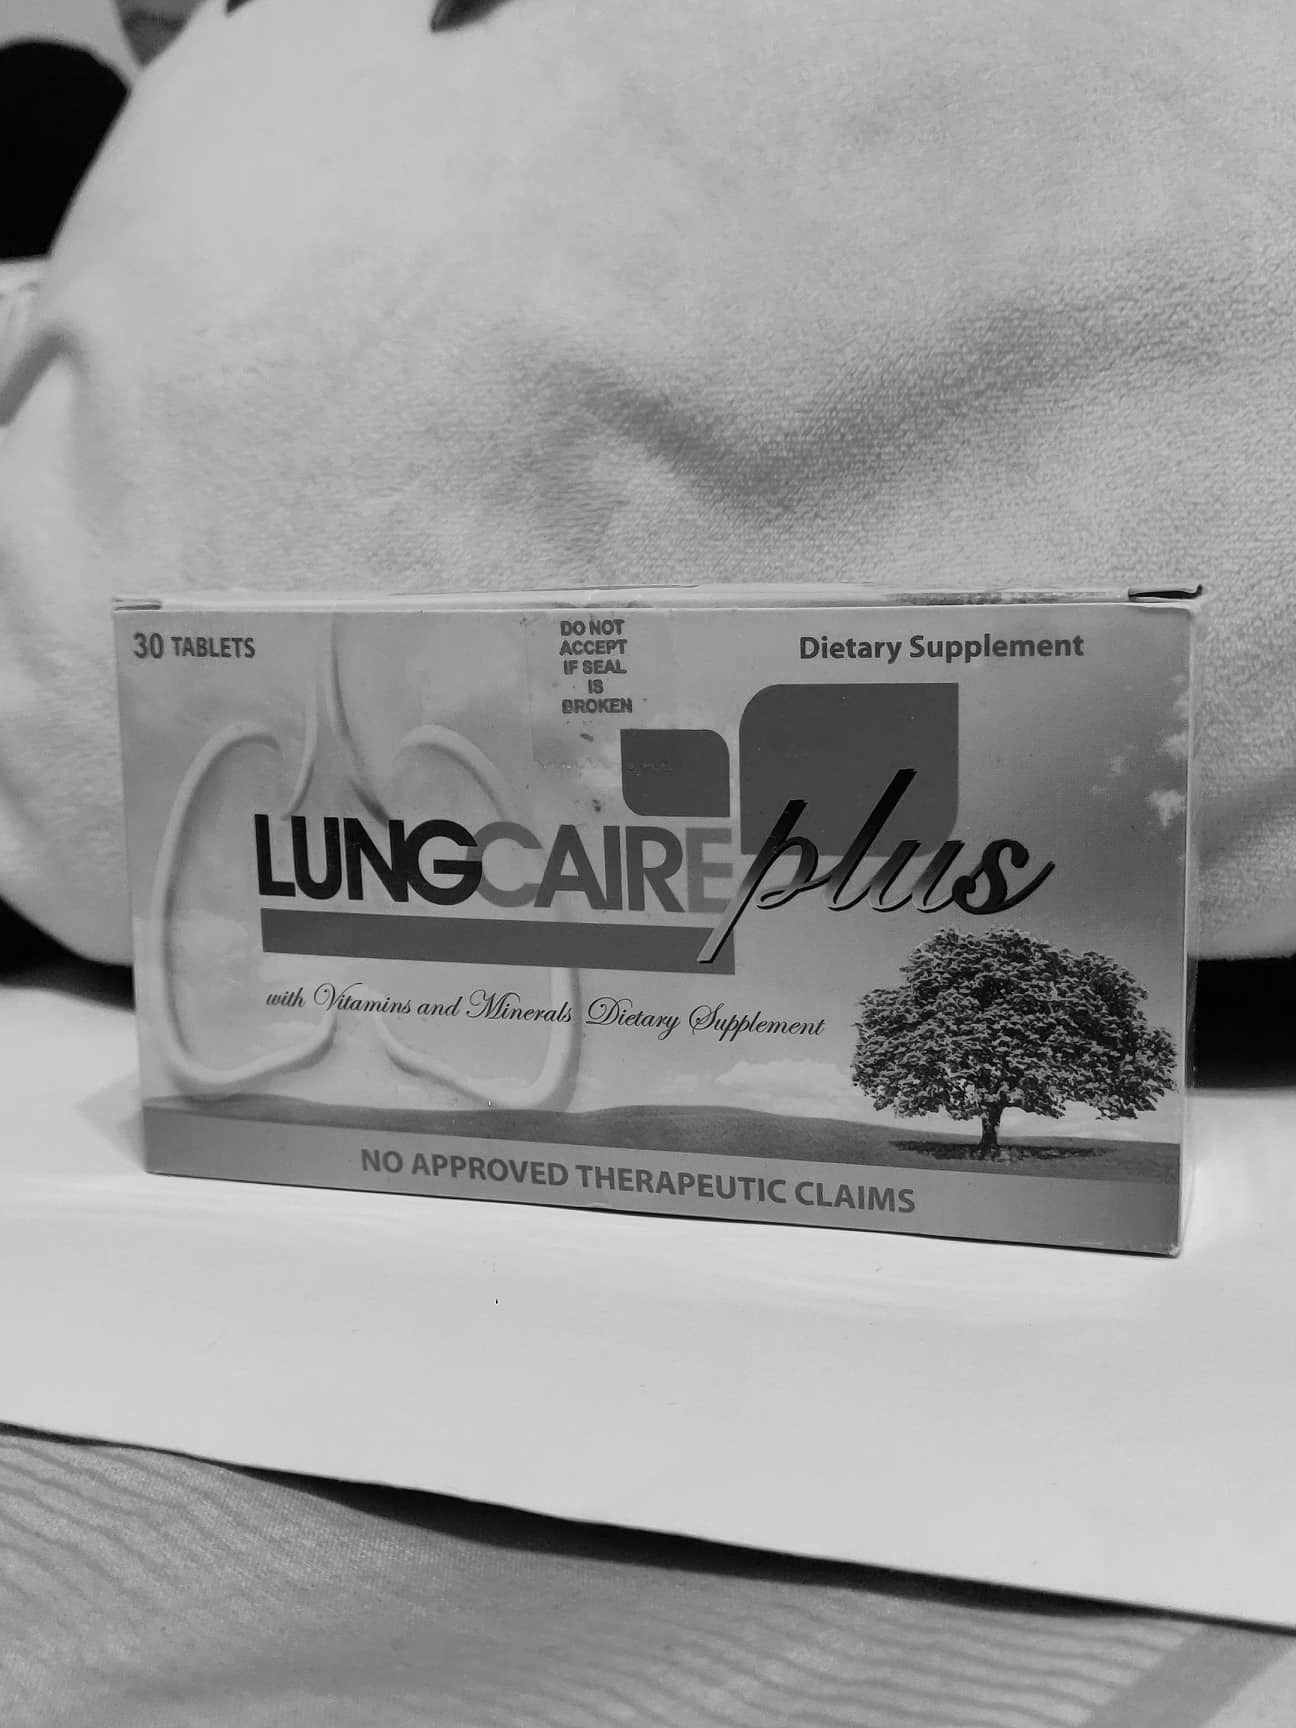 30 TABLETS
DO NOT
ACCEPT
IF SEAL
IS
BROKEN
Dietary Supplement
LUNGCAIRE plus
with Vitamins and Minerals Dietary Supplement
NO APPROVED THERAPEUTIC CLAIMS